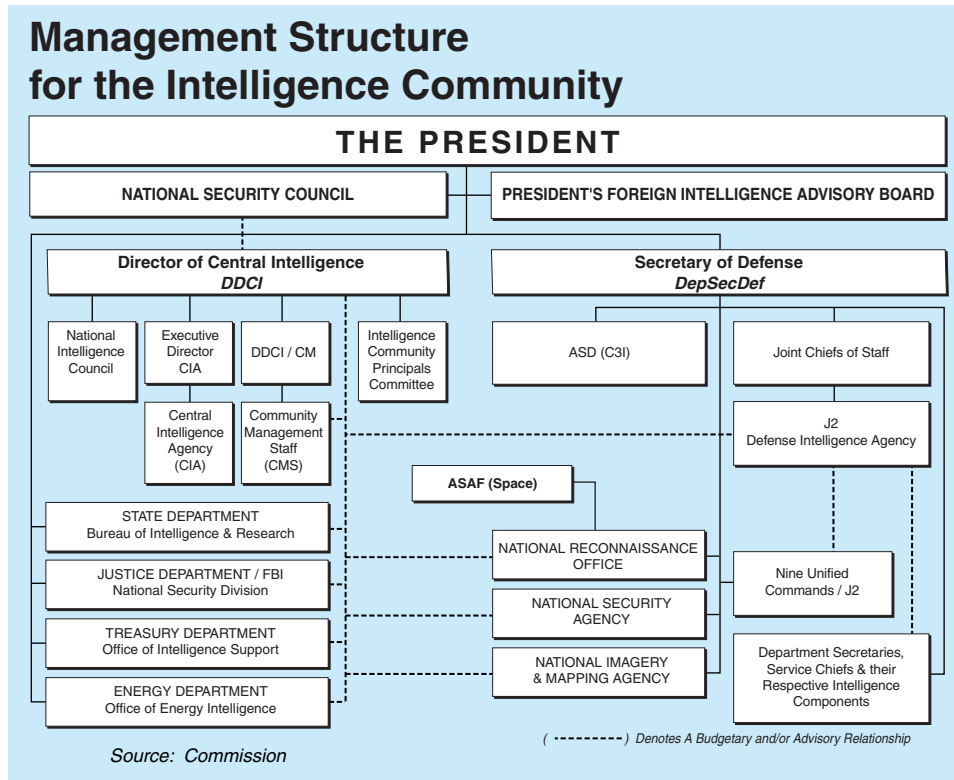 Management Structure
for the Intelligence Community
THE PRESIDENT
NATIONAL SECURITY COUNCIL
PRESIDENT'S FOREIGN INTELLIGENCE ADVISORY BOARD
Director of Central Intelligence
DDCI
Secretary of Defense
DepSecDef
National
Intelligence
Council
Executive
Director
CIA
DDCI / CM
Intelligence
Community
Principals
Committee
ASD (C3I)
Joint Chiefs of Staff
Central
Intelligence
Agency
(CIA)
Community
Management
Staff
(CMS)
J2
Defense Intelligence Agency
ASAF (Space)
STATE DEPARTMENT
Bureau of Intelligence & Research
NATIONAL RECONNAISSANCE
OFFICE
JUSTICE DEPARTMENT / FBI
National Security Division
Nine Unified
Commands / J2
NATIONAL SECURITY
AGENCY
TREASURY DEPARTMENT
Office of Intelligence Support
NATIONAL IMAGERY
& MAPPING AGENCY
Department Secretaries,
Service Chiefs & their
Respective Intelligence
Components
ENERGY DEPARTMENT
Office of Energy Intelligence
Source: Commission
( -----------) Denotes A Budgetary and/or Advisory Relationship